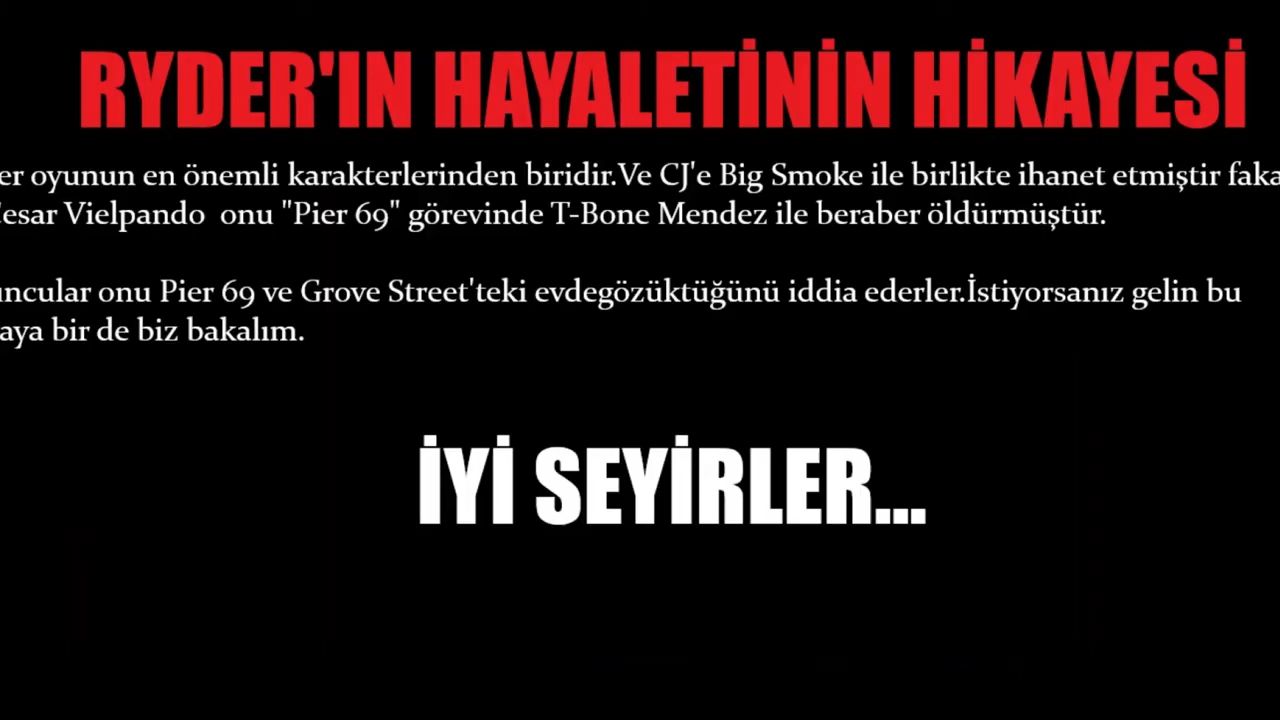 RYDER'IN HAYALETİNİN HİKAYESİ
er oyunun en önemli karakterlerinden biridir.Ve CJ'e Big Smoke ile birlikte ihanet etmiştir faka
esar Vielpando onu "Pier 69" görevinde T-Bone Mendez ile beraber öldürmüştür.
uncular onu Pier 69 ve Grove Street'teki evdegözüktüğünü iddia ederler.İstiyorsanız gelin bu
aya bir de biz bakalım.
İYİ SEYİRLER...